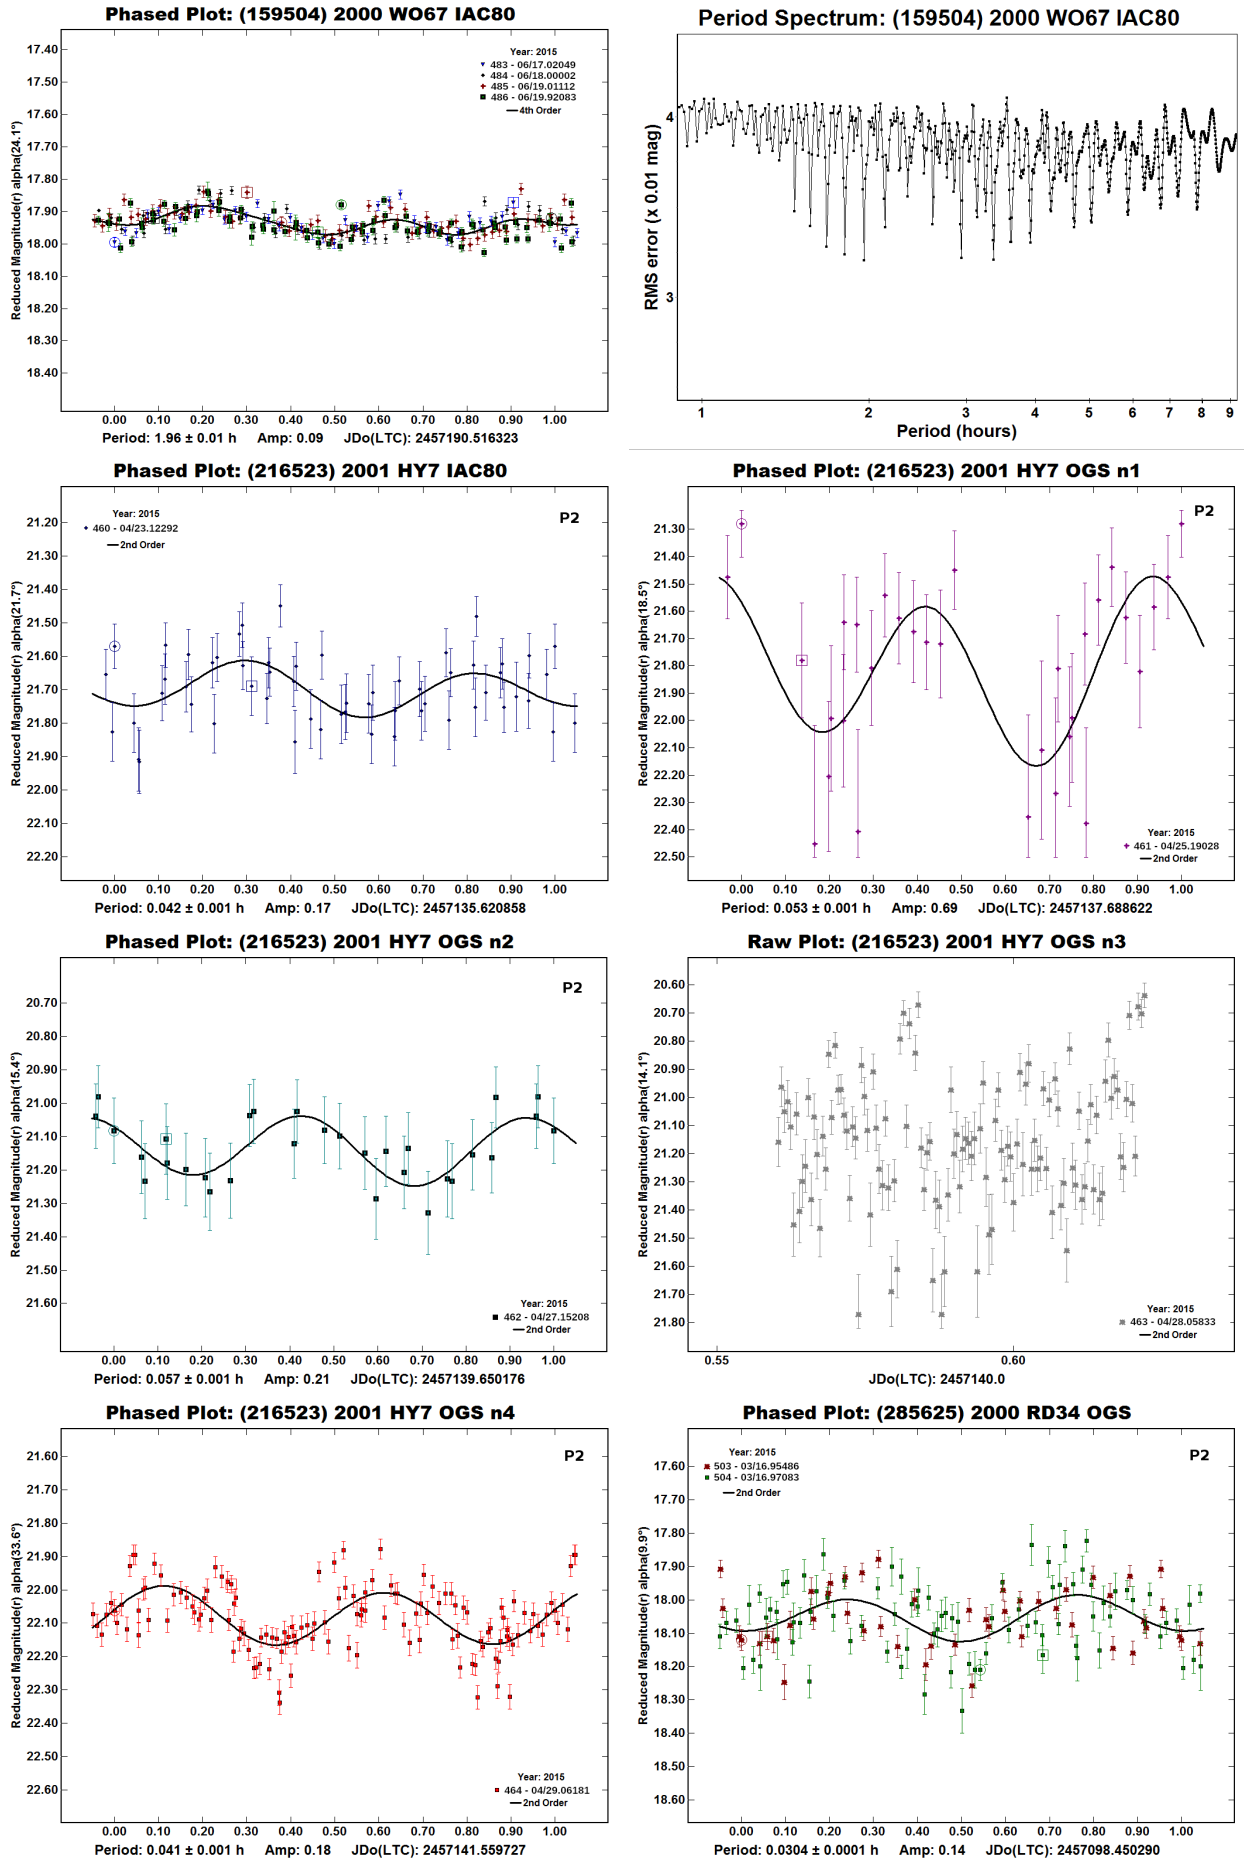 Phased Plot: (159504) 2000 WO67 IAC80
Year: 2015
483 - 06/17.02049
484 - 06/18.00002
485 - 06/19.01112
486 - 06/19.92083
4th Order
Reduced Magnitude(r) alpha(24.1°)
17.40
17.50
17.60
17.70
17.80
17.90
18.00
18.10
18.20
18.30
18.40
0.00 0.10 0.20 0.30 0.40 0.50 0.60 0.70 0.80 0.90 1.00
Period: 1.96 ± 0.01 h Amp: 0.09 JDo(LTC): 2457190.516323
Period Spectrum: (159504) 2000 WO67 IAC80
RMS error (x 0.01 mag)
4
3
1 2 3 4 5 6 7 8 9
Period (hours)
Phased Plot: (216523) 2001 HY7 IAC80
Year: 2015
460 - 04/23.12292
2nd Order
P2
Reduced Magnitude(r) alpha(21.7°)
21.20
21.30
21.40
21.50
21.60
21.70
21.80
21.90
22.00
22.10
22.20
0.00 0.10 0.20 0.30 0.40 0.50 0.60 0.70 0.80 0.90 1.00
Period: 0.042 ± 0.001 h Amp: 0.17 JDo(LTC): 2457135.620858
Phased Plot: (216523) 2001 HY7 OGS n1
P2
Reduced Magnitude(r) alpha(18.5°)
21.30
21.40
21.50
21.60
21.70
21.80
21.90
22.00
22.10
22.20
22.30
22.40
22.50
Year: 2015
461 - 04/25.19028
2nd Order
0.00 0.10 0.20 0.30 0.40 0.50 0.60 0.70 0.80 0.90 1.00
Period: 0.053 ± 0.001 h Amp: 0.69 JDo(LTC): 2457137.688622
Phased Plot: (216523) 2001 HY7 OGS n2
P2
Reduced Magnitude(r) alpha(15.4°)
20.70
20.80
20.90
21.00
21.10
21.20
21.30
21.40
21.50
21.60
Year: 2015
462 - 04/27.15208
2nd Order
0.00 0.10 0.20 0.30 0.40 0.50 0.60 0.70 0.80 0.90 1.00
Period: 0.057 ± 0.001 h Amp: 0.21 JDo(LTC): 2457139.650176
Raw Plot: (216523) 2001 HY7 OGS n3
Reduced Magnitude(r) alpha(14.1°)
20.60
20.70
20.80
20.90
21.00
21.10
21.20
21.30
21.40
21.50
21.60
21.70
21.80
Year: 2015
463 - 04/28.05833
2nd Order
0.55 0.60
JDo(LTC): 2457140.0
Phased Plot: (216523) 2001 HY7 OGS n4
P2
Reduced Magnitude(r) alpha(33.6°)
21.60
21.70
21.80
21.90
22.00
22.10
22.20
22.30
22.40
22.50
22.60
Year: 2015
464 - 04/29.06181
2nd Order
0.00 0.10 0.20 0.30 0.40 0.50 0.60 0.70 0.80 0.90 1.00
Period: 0.041 ± 0.001 h Amp: 0.18 JDo(LTC): 2457141.559727
Phased Plot: (285625) 2000 RD34 OGS
Year: 2015
503 - 03/16.95486
504 - 03/16.97083
2nd Order
P2
Reduced Magnitude(r) alpha(9.9°)
17.60
17.70
17.80
17.90
18.00
18.10
18.20
18.30
18.40
18.50
18.60
0.00 0.10 0.20 0.30 0.40 0.50 0.60 0.70 0.80 0.90 1.00
Period: 0.0304 ± 0.0001 h Amp: 0.14 JDo(LTC): 2457098.450290